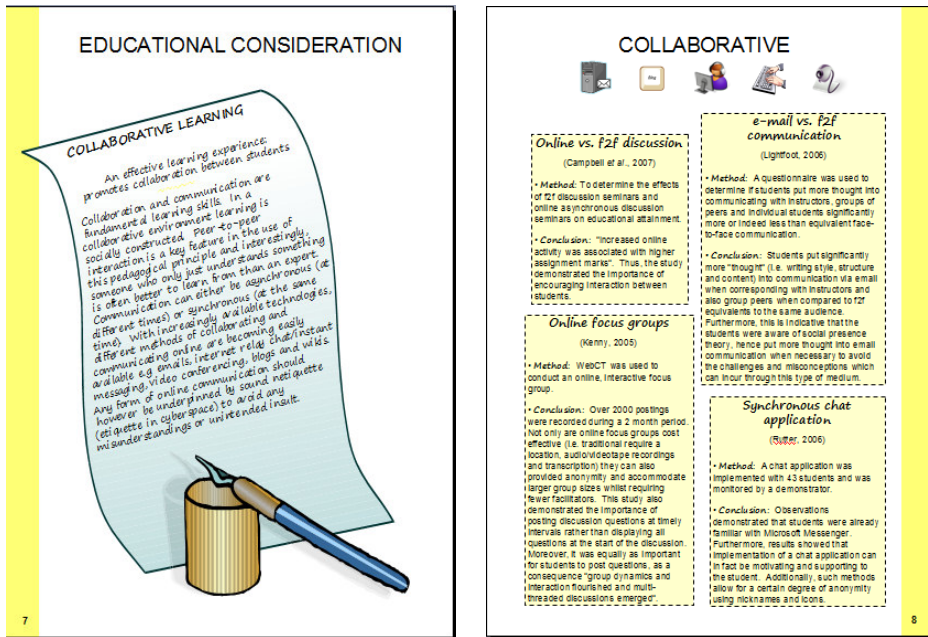 EDUCATIONAL CONSIDERATION
COLLABORATIVE LEARNING
An effective learning experience:
promotes collaboration between students
Collaboration and communication are
fundamental learning skills. In a
collaborative environment learning is
socially constructed. Peer-to-peer
interaction is a key feature in the use of
this pedagogical principle and interestingly,
someone who only just understands something
is often better to learn from than an expert.
Communication can either be asynchronous (at
different times) or synchronous (at the same
time). With increasingly available technologies,
different methods of collaborating and
communicating online are becoming easily
available e.g emails, internet relay chat/instant
messaging, video conferencing, blogs and wikis.
Any form of online communication should
however be underpinned by sound netiquette
(etiquette in cyberspace) to avoid any
misunderstandings or unintended insult.
7
COLLABORATIVE
Online vs. f2f discussion
(Campbell et al., 2007)
• Method: To determine the effects
of f2f discussion seminars and
online asynchronous discussion
seminars on educational attainment.
• Conclusion: "Increased online
activity was associated with higher
assignment marks". Thus, the study
demonstrated the importance of
encouraging interaction between
students.
Online focus groups
(Kenny, 2005)
• Method: WebCT was used to
conduct an online, interactive focus
group.
• Conclusion: Over 2000 postings
were recorded during a 2 month period.
Not only are online focus groups cost
effective (i.e. traditional require a
location, audio/videotape recordings
and transcription) they can also
provided anonymity and accommodate
larger group sizes whilst requiring
fewer facilitators. This study also
demonstrated the importance of
posting discussion questions at timely
intervals rather than displaying all
questions at the start of the discussion.
Moreover, it was equally as important
for students to post questions, as a
consequence "group dynamics and
interaction flourished and multi-
threaded discussions emerged".
e-mail vs. f2f
communication
(Lightfoot, 2006)
• Method: A questionnaire was used to
determine if students put more thought into
communicating with instructors, groups of
peers and individual students significantly
more or indeed less than equivalent face-
to-face communication.
• Conclusion: Students put significantly
more "thought" (i.e. writing style, structure
and content) into communication via email
when corresponding with instructors and
also group peers when compared to f2f
equivalents to the same audience.
Furthermore, this is indicative that the
students were aware of social presence
theory, hence put more thought into email
communication when necessary to avoid
the challenges and misconceptions which
can incur through this type of medium.
Synchronous chat
application
(Rutter, 2006)
• Method: A chat application was
implemented with 43 students and was
monitored by a demonstrator.
• Conclusion: Observations
demonstrated that students were already
familiar with Microsoft Messenger.
Furthermore, results showed that
implementation of a chat application can
in fact be motivating and supporting to
the student. Additionally, such methods
allow for a certain degree of anonymity
using nicknames and icons.
8